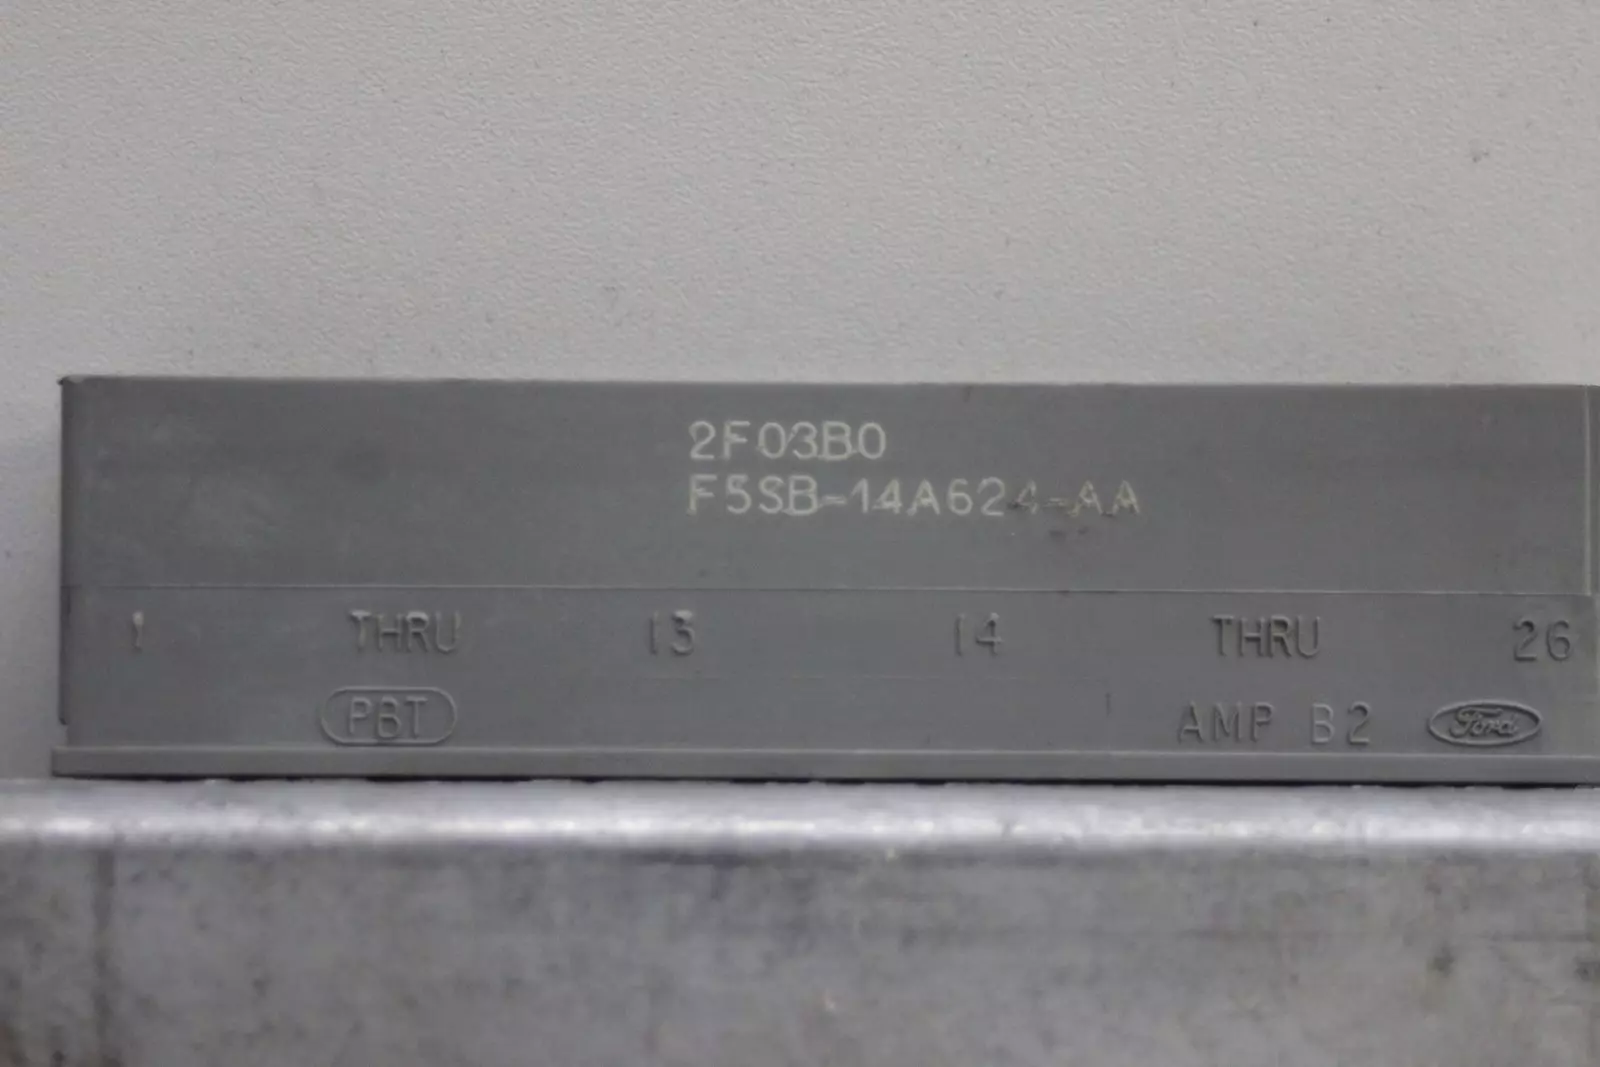 2F03B0
F5SB-14A624-AA
1 THRU 13 14 THRU 26
PBT AMP B2 Ford